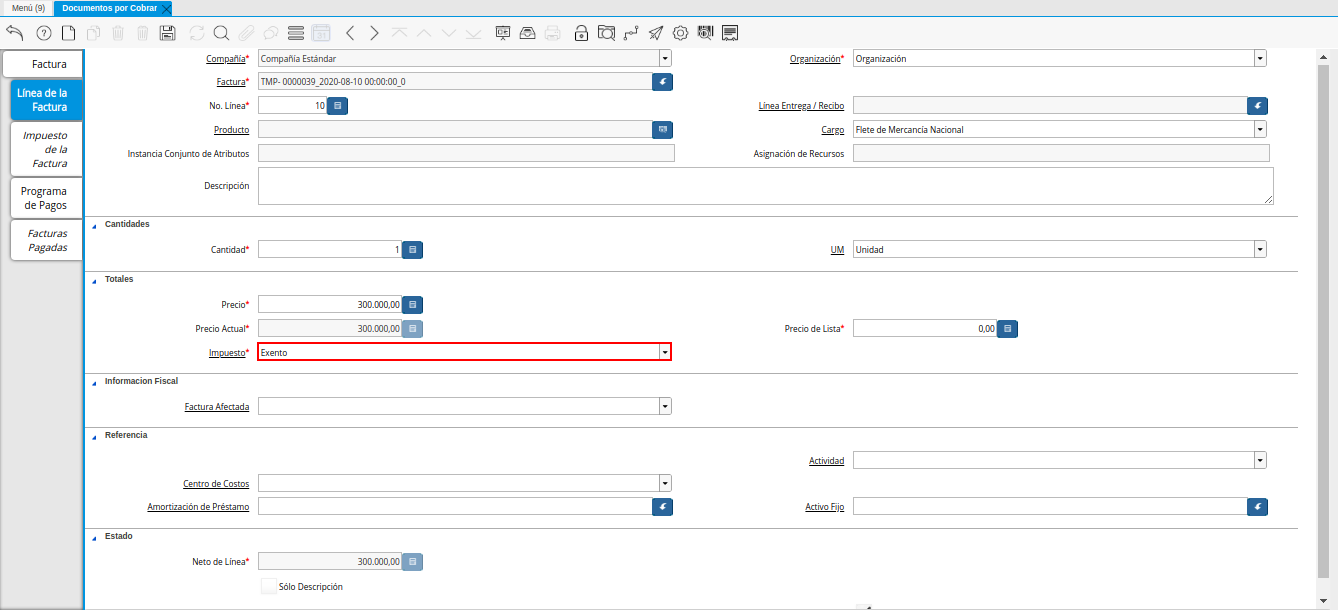 Menú (9) Documentos por Cobrar
Factura
Línea de la
Factura
Impuesto
de la
Factura
Programa
de Pagos
Facturas
Pagadas
Compañía* Compañía Estándar Organización* Organización
Factura* TMP- 0000039_2020-08-10 00:00:00_0
No. Línea* 10 Línea Entrega / Recibo
Producto Cargo Flete de Mercancía Nacional
Instancia Conjunto de Atributos Asignación de Recursos
Descripción
Cantidades
Cantidad* 1 UM Unidad
Totales
Precio* 300.000,00
Precio Actual* 300.000,00 Precio de Lista* 0,00
Impuesto* Exento
Informacion Fiscal
Factura Afectada
Referencia
Actividad
Centro de Costos
Amortización de Préstamo Activo Fijo
Estado
Neto de Línea* 300.000,00
Sólo Descripción